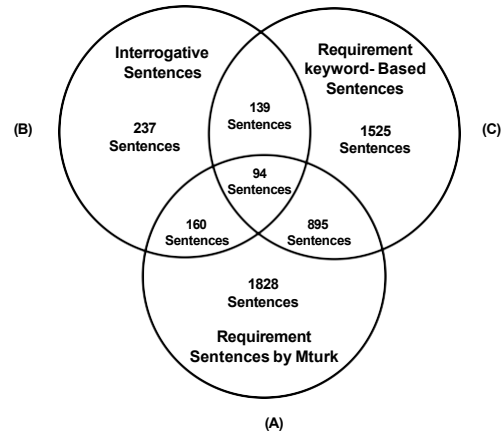 Interrogative
Sentences
Requirement
keyword- Based
Sentences
139
Sentences
(B)
237
Sentences
1525
Sentences
(C)
94
Sentences
160
Sentences
895
Sentences
1828
Sentences
Requirement
Sentences by Mturk
(A)